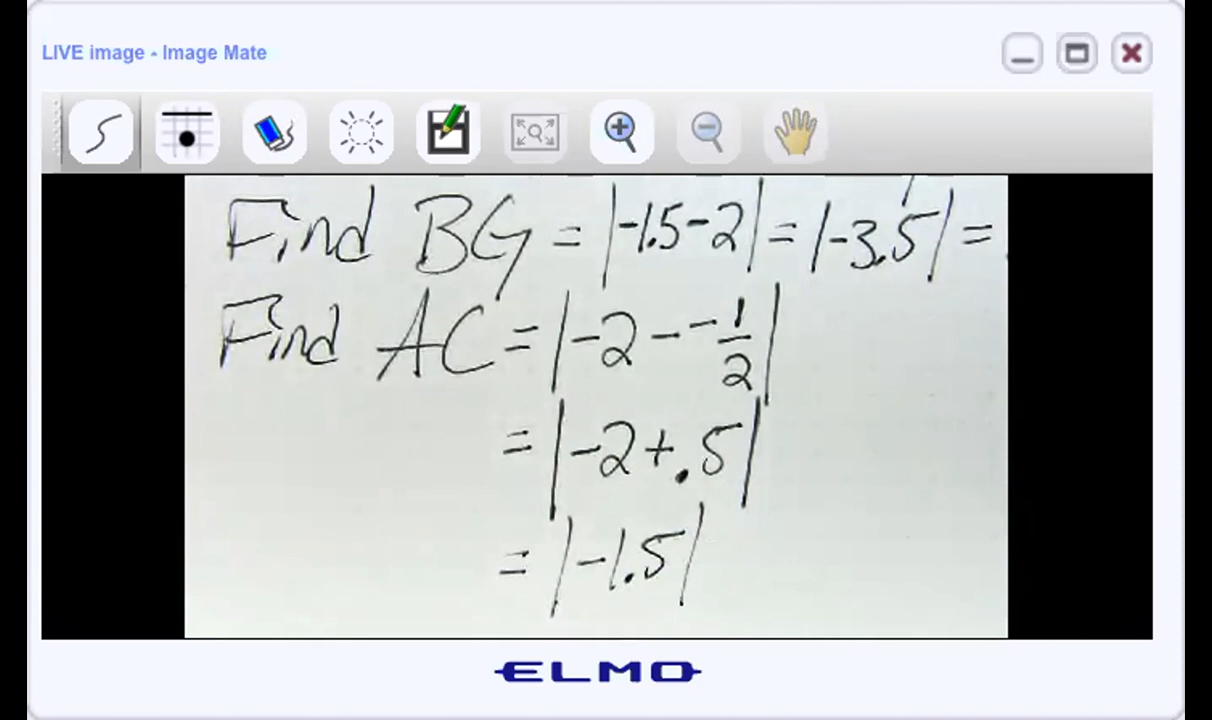 LIVE image - Image Mate
Find BG = |-1.5-2| = |-3.5| =
Find AC = |-2 - -1/2|
= |-2+.5|
= |-1.5|
ELMO